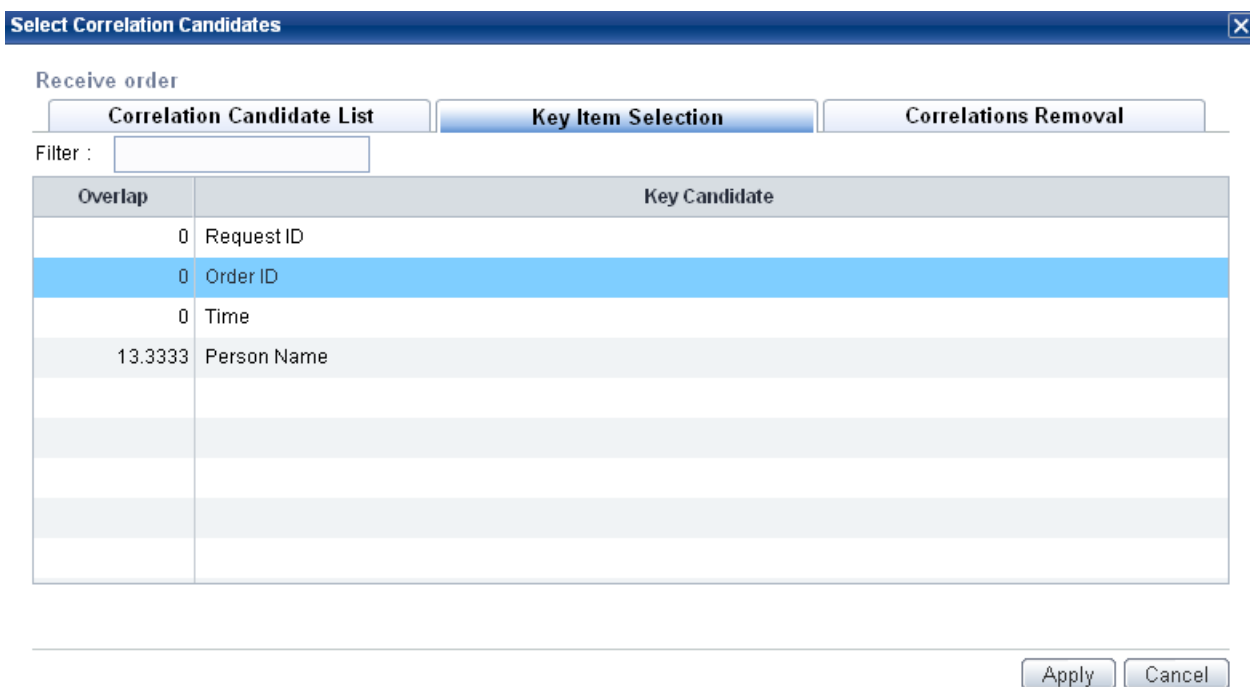 Select Correlation Candidates
Receive order
Correlation Candidate List Key Item Selection Correlations Removal
Filter :
Overlap Key Candidate
0 Request ID
0 Order ID
0 Time
13.3333 Person Name
Apply Cancel